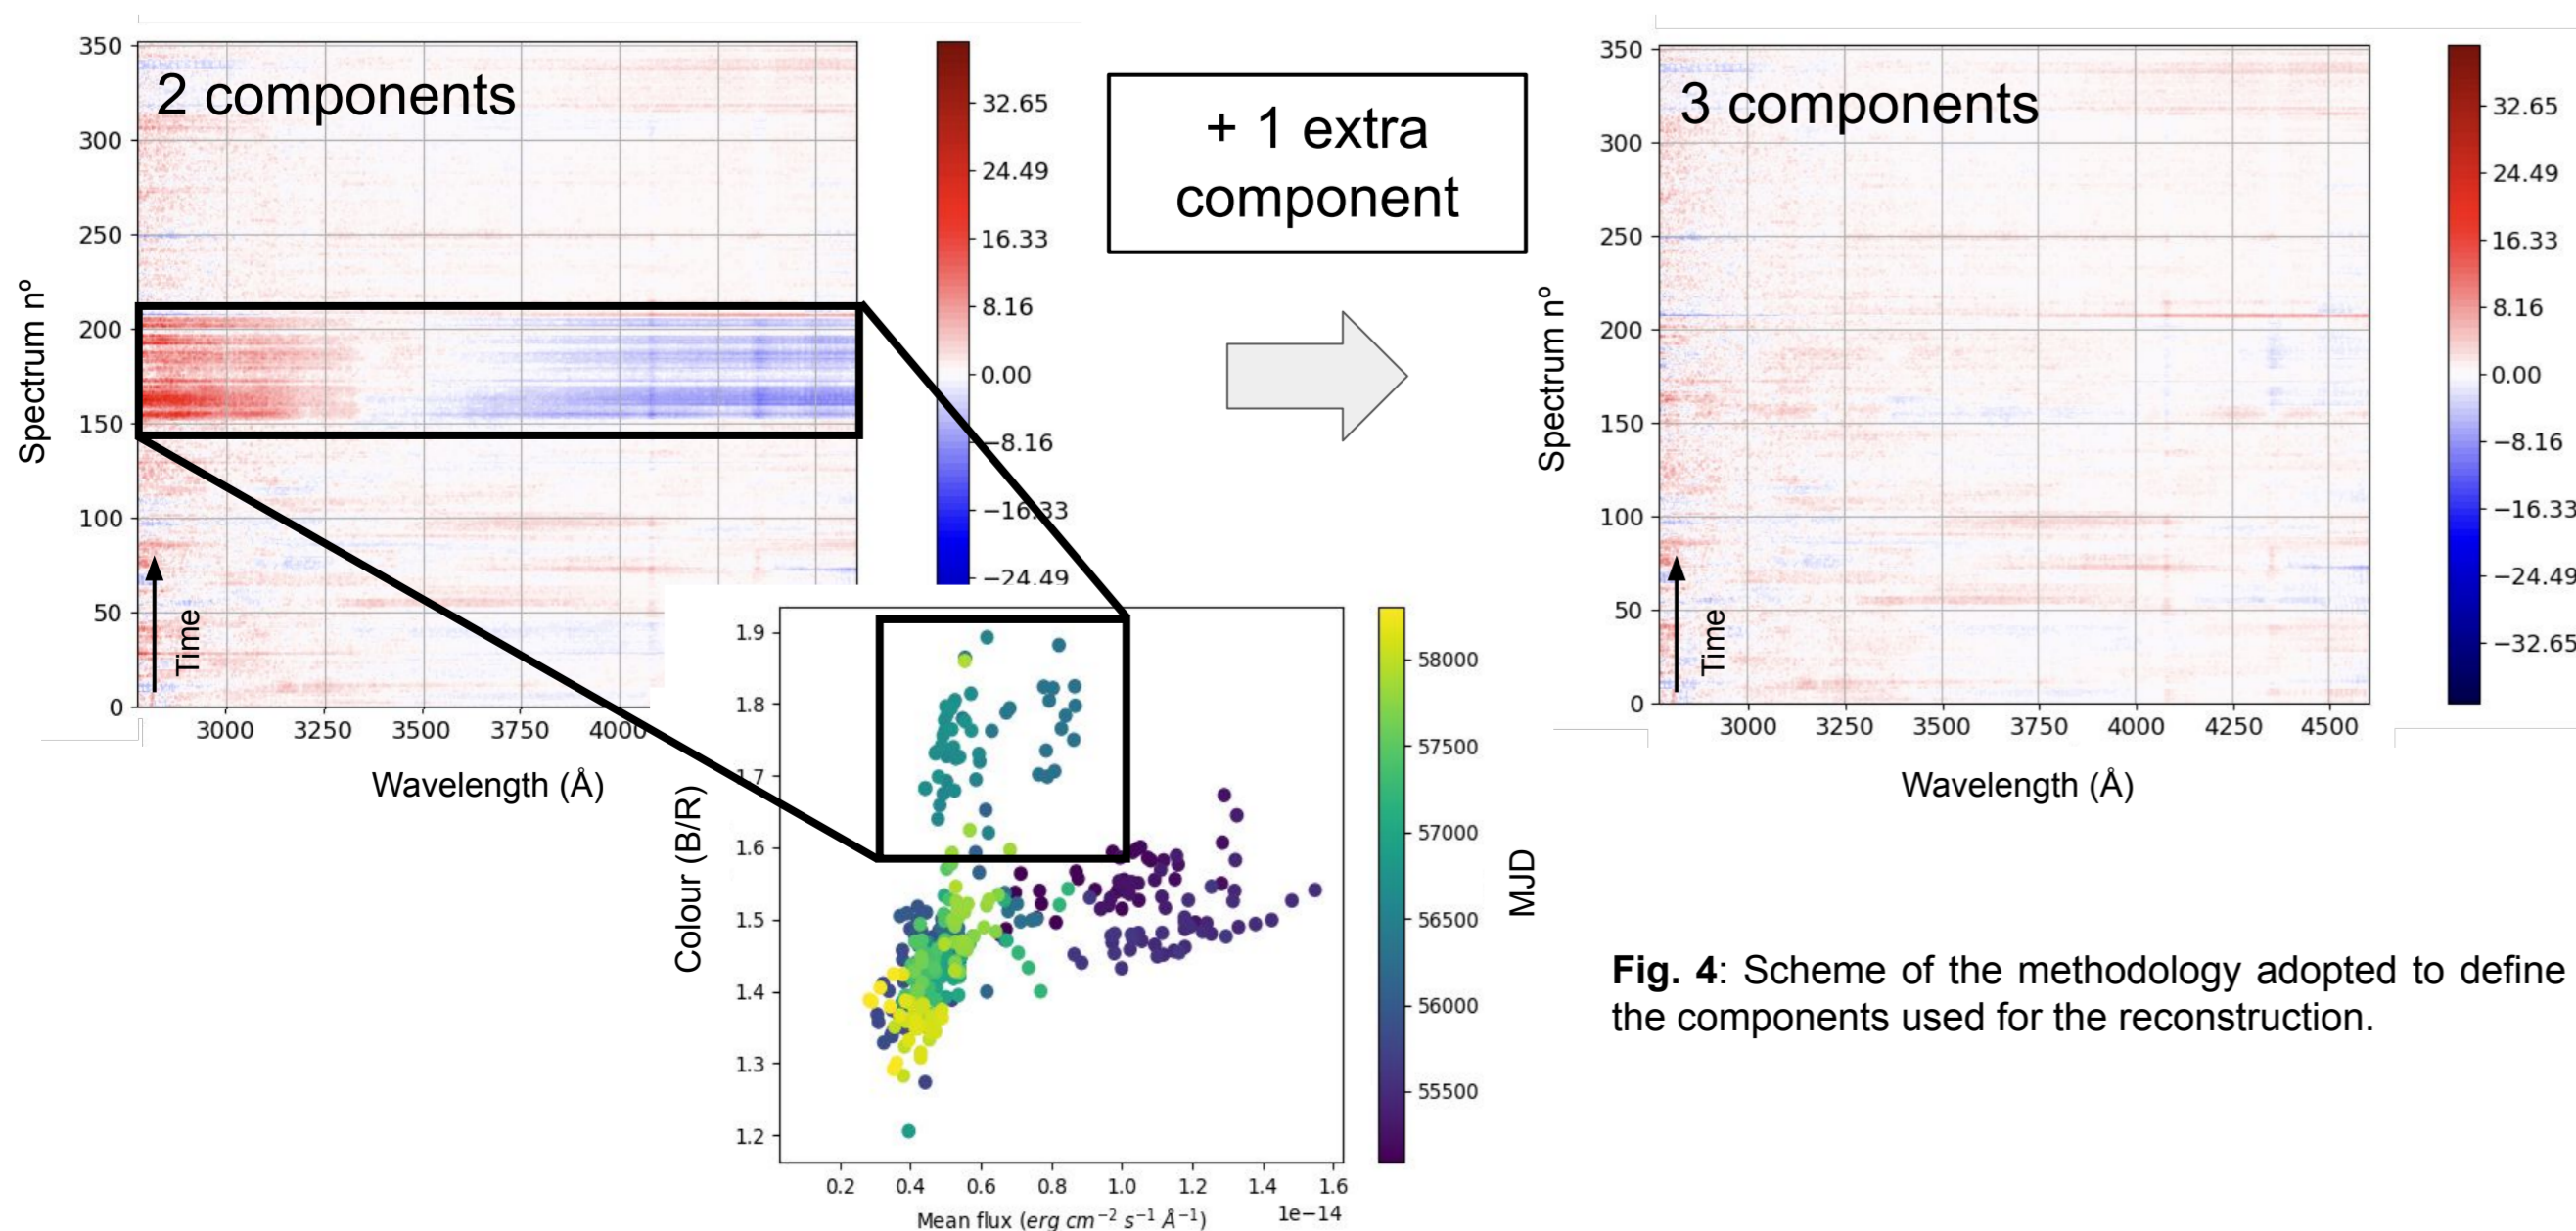 2 components
350
300
250
200
150
100
50
0
Spectrum nº
Time
3000 3250 3500 3750 4000
Wavelength (Å)
32.65
24.49
16.33
8.16
0.00
−8.16
−16.33
−24.49
+ 1 extra
component
3 components
350
300
250
200
150
100
50
0
Spectrum nº
Time
3000 3250 3500 3750 4000 4250 4500
Wavelength (Å)
32.65
24.49
16.33
8.16
0.00
−8.16
−16.33
−24.49
−32.65
1.9
1.8
1.7
1.6
1.5
1.4
1.3
1.2
Colour (B/R)
0.2 0.4 0.6 0.8 1.0 1.2 1.4 1.6
1e−14
Mean flux (erg cm⁻² s⁻¹ Å⁻¹)
58000
57500
57000
56500
56000
55500
MJD
Fig. 4: Scheme of the methodology adopted to define
the components used for the reconstruction.